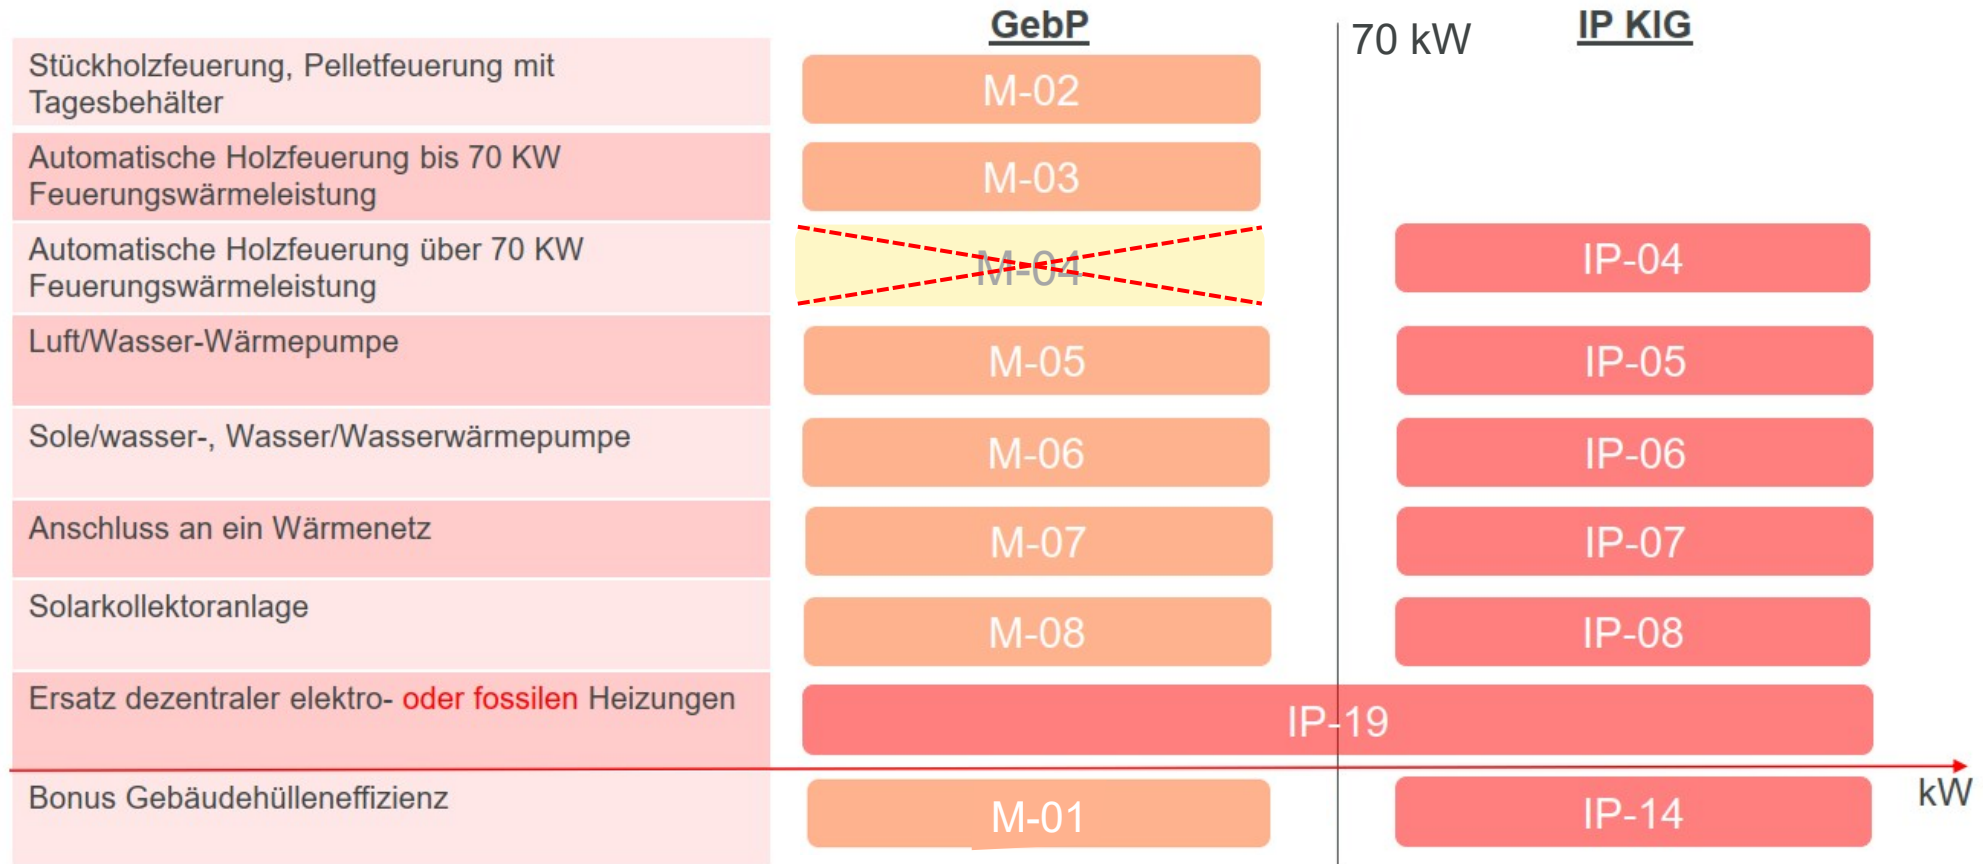 GebP
70 kW
IP KIG
Stückholzfeuerung, Pelletfeuerung mit
Tagesbehälter
M-02
Automatische Holzfeuerung bis 70 KW
Feuerungswärmeleistung
M-03
Automatische Holzfeuerung über 70 KW
Feuerungswärmeleistung
M-04
IP-04
Luft/Wasser-Wärmepumpe
M-05
IP-05
Sole/wasser-, Wasser/Wasserwärmepumpe
M-06
IP-06
Anschluss an ein Wärmenetz
M-07
IP-07
Solarkollektoranlage
M-08
IP-08
Ersatz dezentraler elektro- oder fossilen Heizungen
IP-19
kW
Bonus Gebäudehülleneffizienz
M-01
IP-14